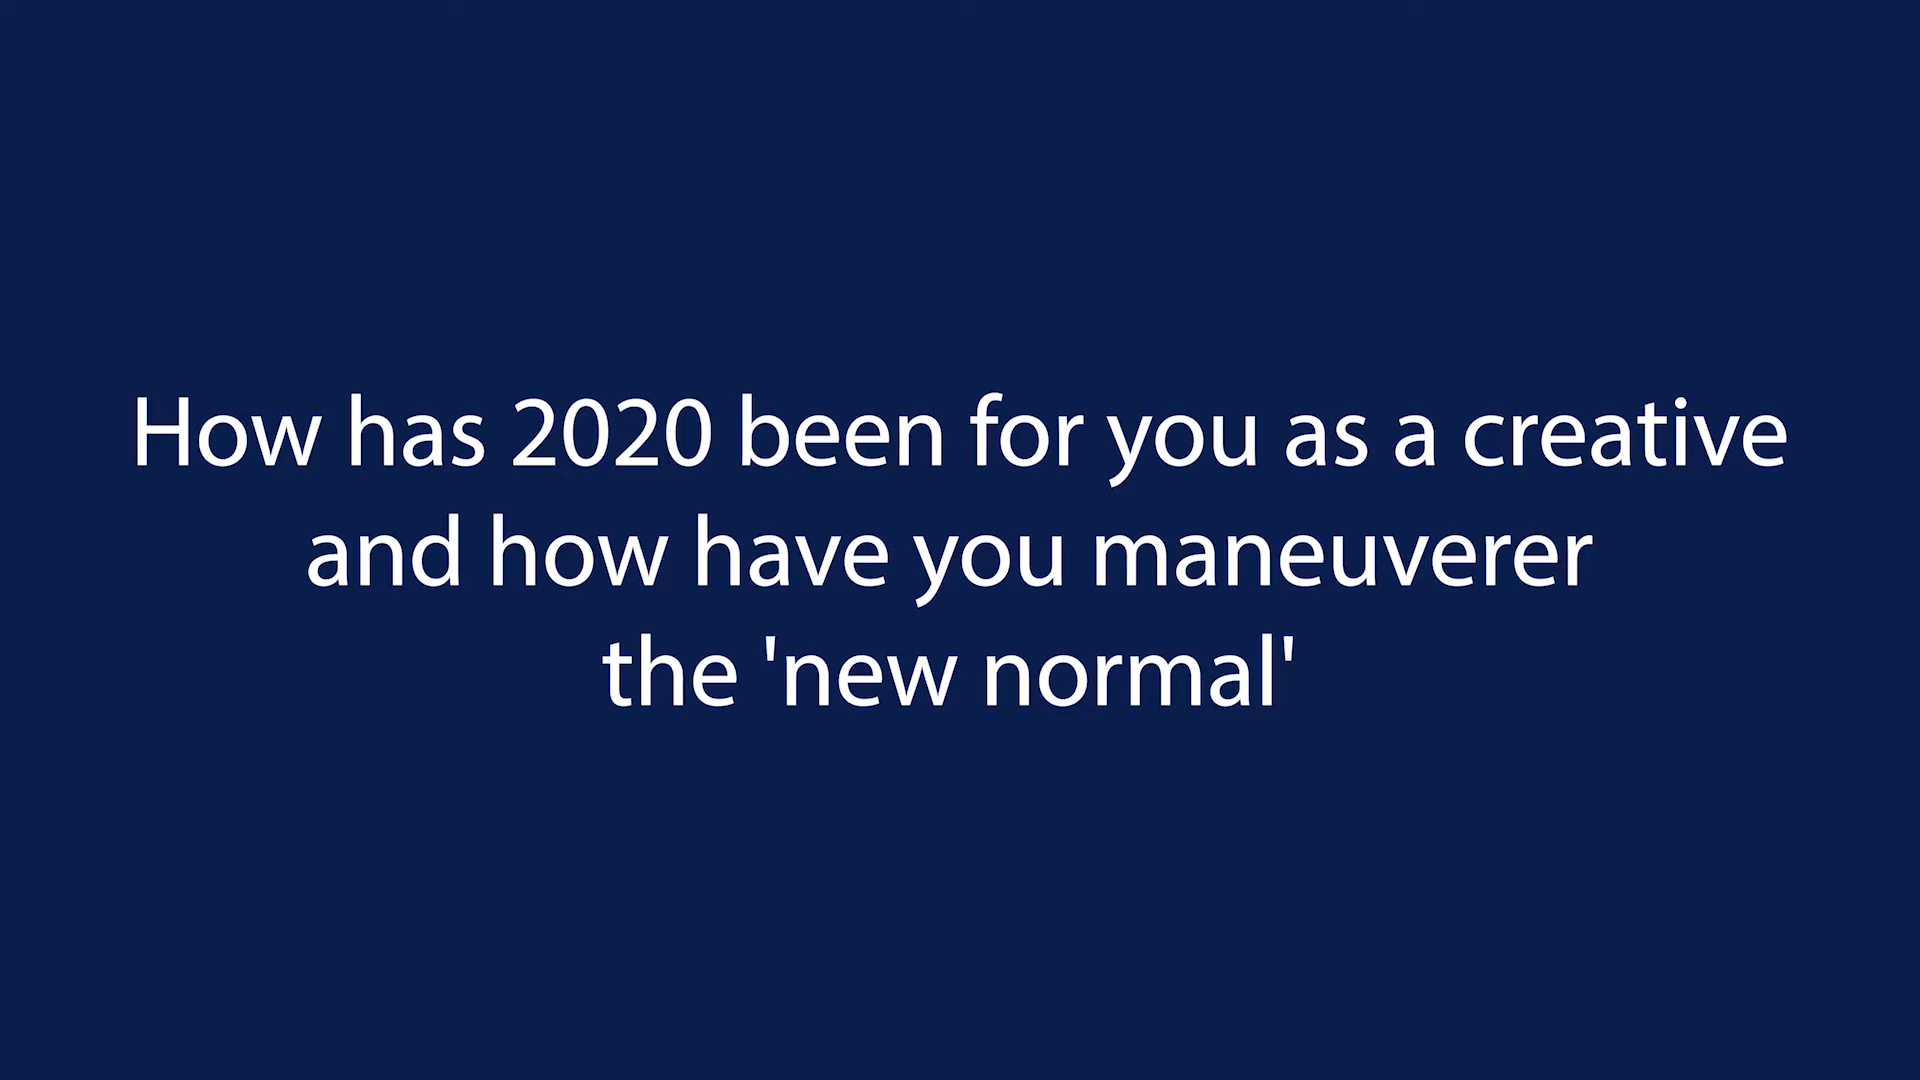 How has 2020 been for you as a creative
and how have you maneuverer
the 'new normal'